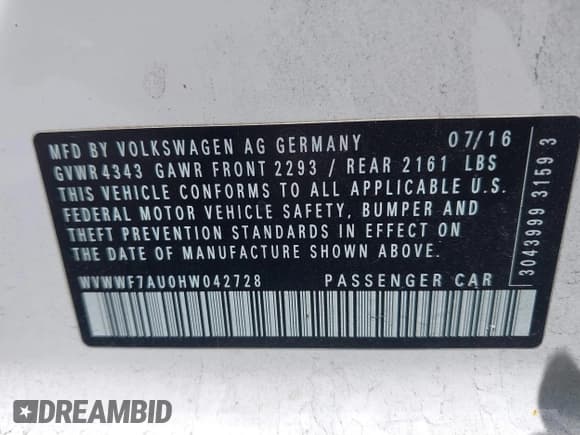 MFD BY VOLKSWAGEN AG GERMANY 07/16
GVWR 4343 GAWR FRONT 2293 / REAR 2161 LBS
THIS VEHICLE CONFORMS TO ALL APPLICABLE U.S.
FEDERAL MOTOR VEHICLE SAFETY, BUMPER AND
THEFT PREVENTION STANDARDS IN EFFECT ON
THE DATE OF MANUFACTURE SHOWN ABOVE.
WVWWF7AU0HW042728 PASSENGER CAR
3043999 3159 3
DREAMBID